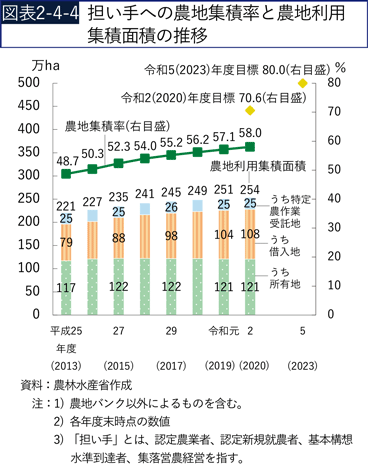 図表2-4-4 担い手への農地集積率と農地利用
集積面積の推移
万ha
令和5(2023)年度目標 80.0(右目盛) %
令和2(2020)年度目標 70.6(右目盛)
農地集積率(右目盛)
48.7 50.3 52.3 54.0 55.2 56.2 57.1 58.0
農地利用集積面積
221 227 235 241 245 249 251 254
25 25 26 25 25
うち特定
農作業
受託地
79 88 98 104 108
うち
借入地
117 122 122 121 121
うち
所有地
500
450
400
350
300
250
200
150
100
50
0
80
70
60
50
40
30
20
10
0
平成25 27 29 令和元 2 5
年度
(2013) (2015) (2017) (2019) (2020) (2023)
資料：農林水産省作成
注：1) 農地バンク以外によるものを含む。
2) 各年度末時点の数値
3) 「担い手」とは、認定農業者、認定新規就農者、基本構想
水準到達者、集落営農経営を指す。